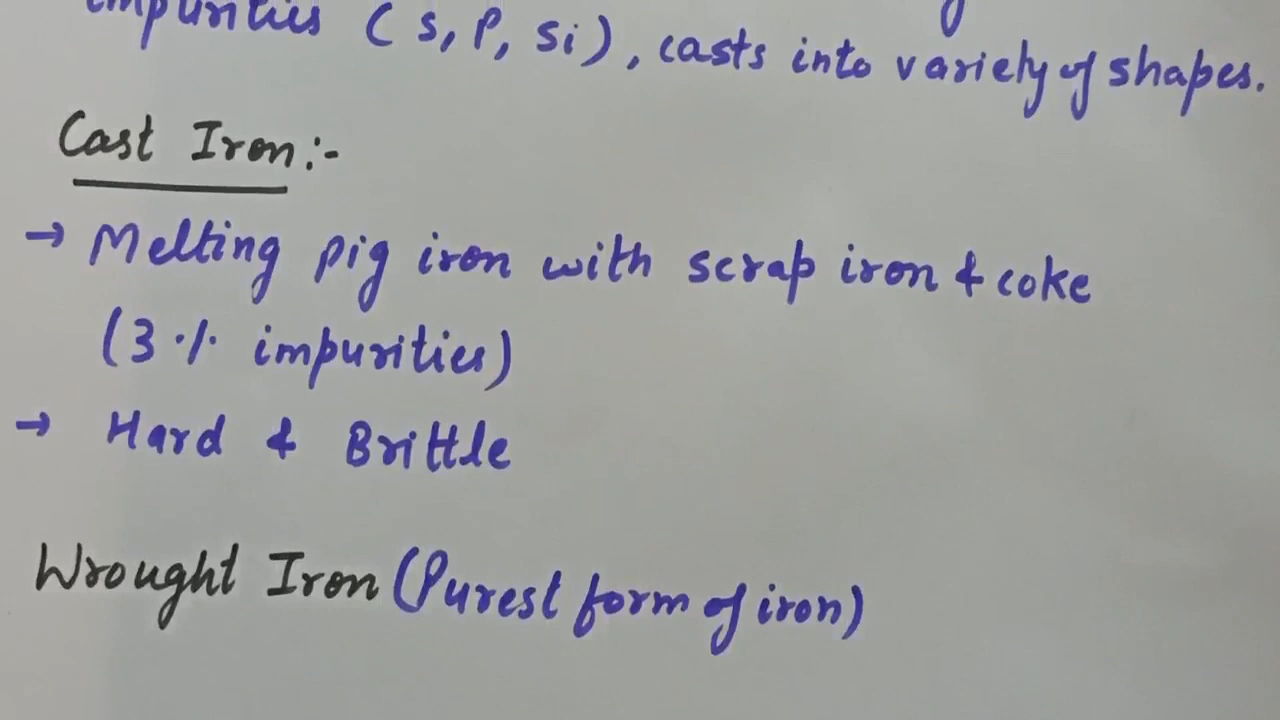 impurities (S, P, Si), casts into variety of shapes.
Cast Iron:-
→ Melting pig iron with scrap iron & coke
(3% impurities)
→ Hard & Brittle
Wrought Iron (Purest form of iron)